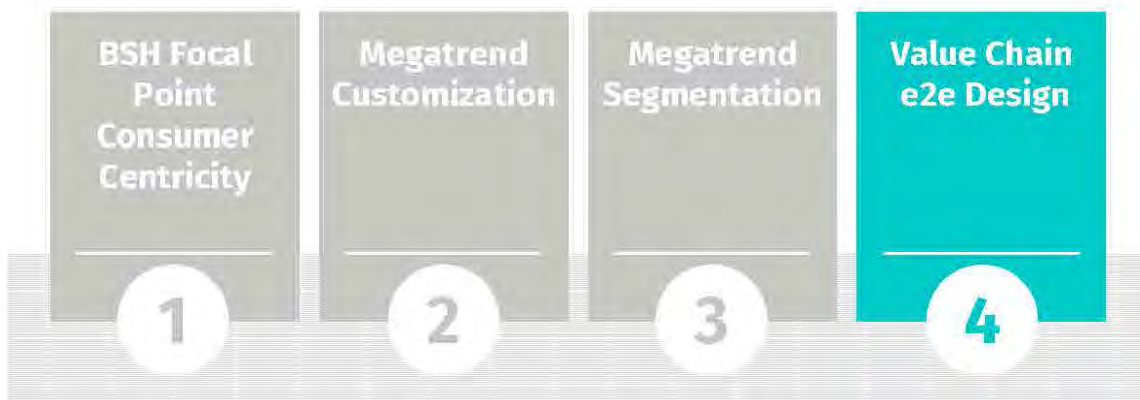 BSH Focal
Point
Consumer
Centricity
1
Megatrend
Customization
2
Megatrend
Segmentation
3
Value Chain
e2e Design
4